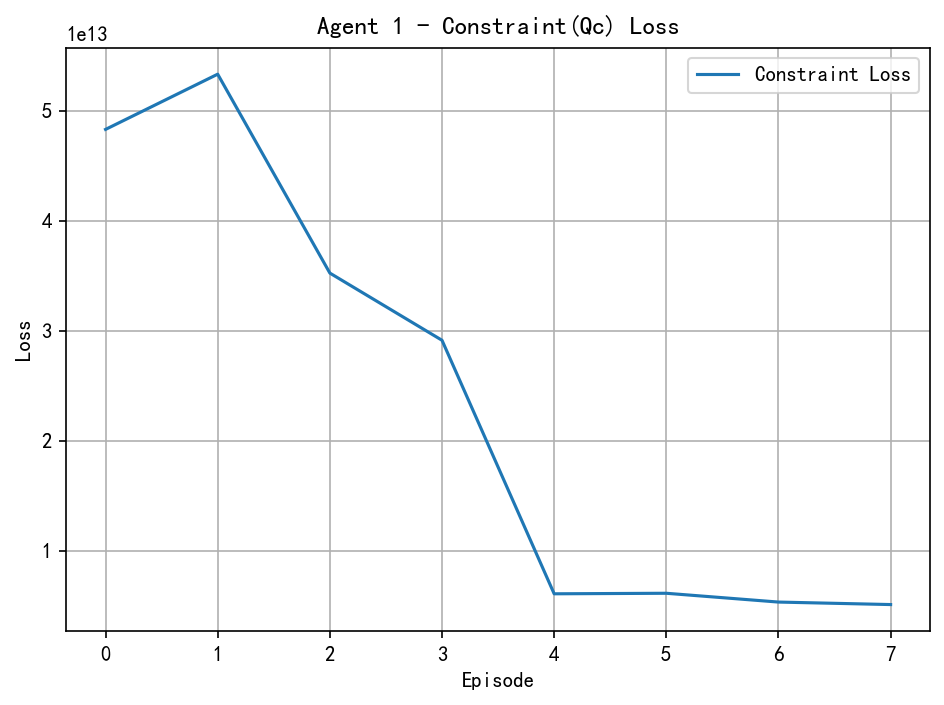 Agent 1 - Constraint(Qc) Loss
1e13
Constraint Loss
5
4
3
2
1
Loss
0 1 2 3 4 5 6 7
Episode